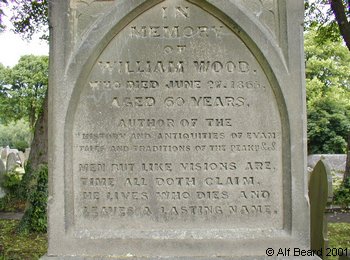 IN
MEMORY
OF
WILLIAM WOOD.
WHO DIED JUNE 27. 1865
AGED 60 YEARS.
AUTHOR OF THE
"HISTORY AND ANTIQUITIES OF EYAM
TALES AND TRADITIONS OF THE PEAK" &c &c
MEN BUT LIKE VISIONS ARE,
TIME ALL DOTH CLAIM,
HE LIVES WHO DIES AND
LEAVES A LASTING NAME.
© Alf Beard 2001